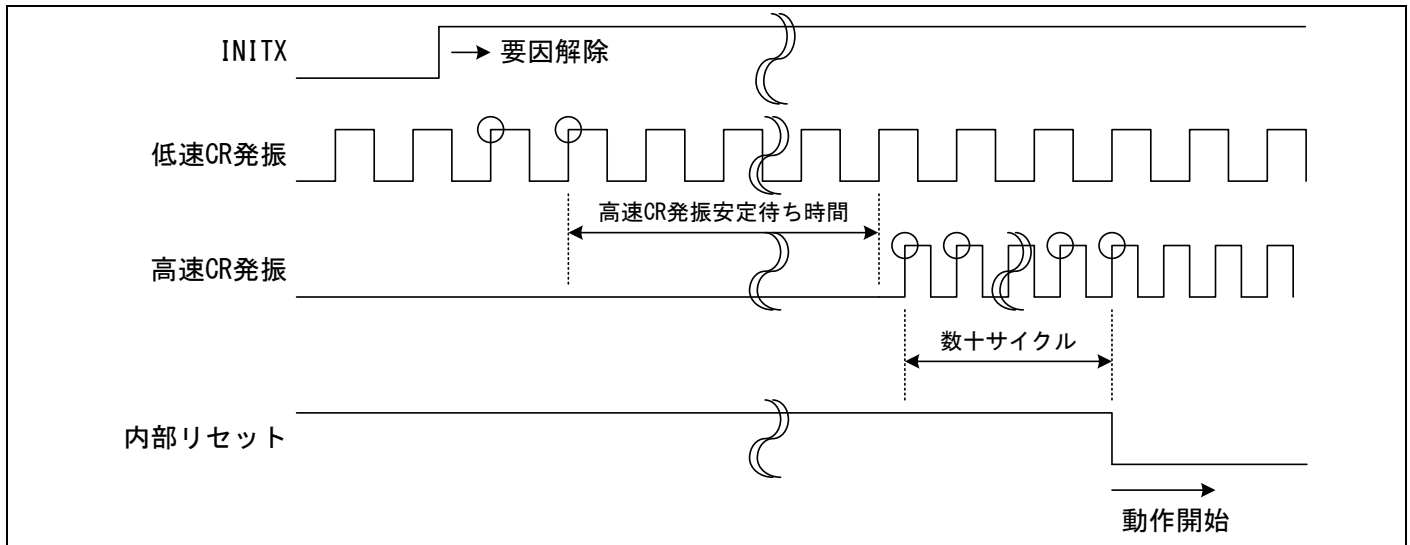 INITX
要因解除
低速CR発振
高速CR発振安定待ち時間
高速CR発振
数十サイクル
内部リセット
動作開始